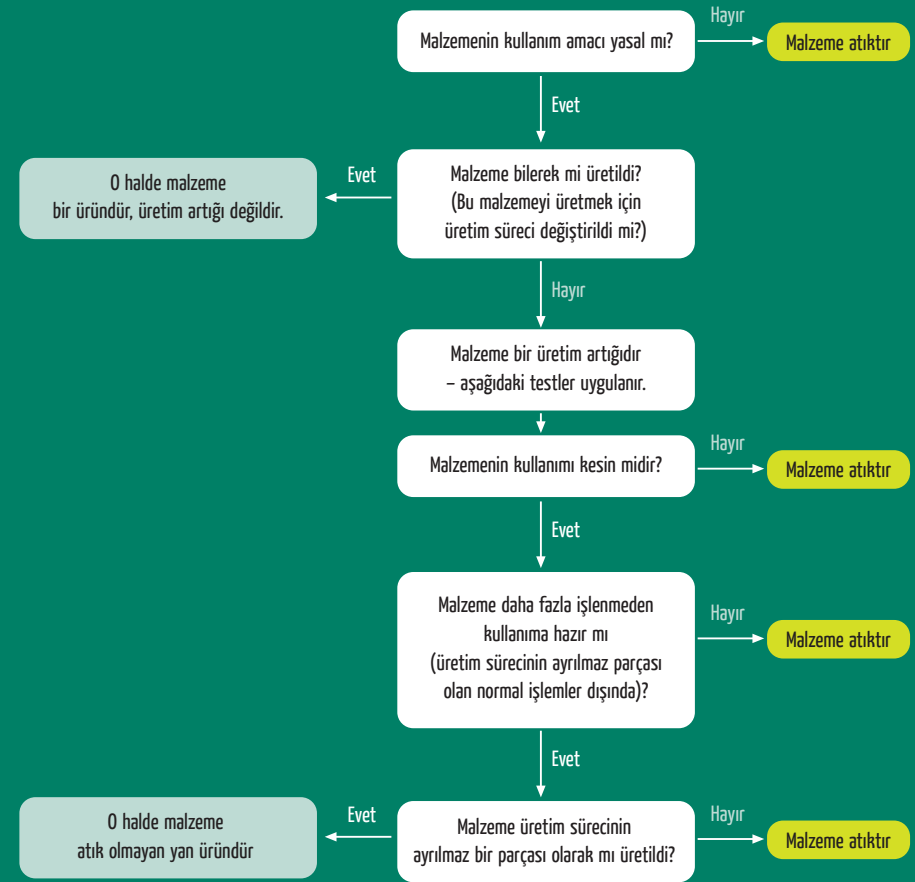 Malzemenin kullanım amacı yasal mı?
Hayır
Malzeme atıktır
Evet
Malzeme bilerek mi üretildi?
(Bu malzemeyi üretmek için
üretim süreci değiştirildi mi?)
Evet
O halde malzeme
bir üründür, üretim artığı değildir.
Hayır
Malzeme bir üretim artığıdır
– aşağıdaki testler uygulanır.
Malzemenin kullanımı kesin midir?
Hayır
Malzeme atıktır
Evet
Malzeme daha fazla işlenmeden
kullanıma hazır mı
(üretim sürecinin ayrılmaz parçası
olan normal işlemler dışında)?
Hayır
Malzeme atıktır
Evet
Malzeme üretim sürecinin
ayrılmaz bir parçası olarak mı üretildi?
Evet
O halde malzeme
atık olmayan yan üründür
Hayır
Malzeme atıktır